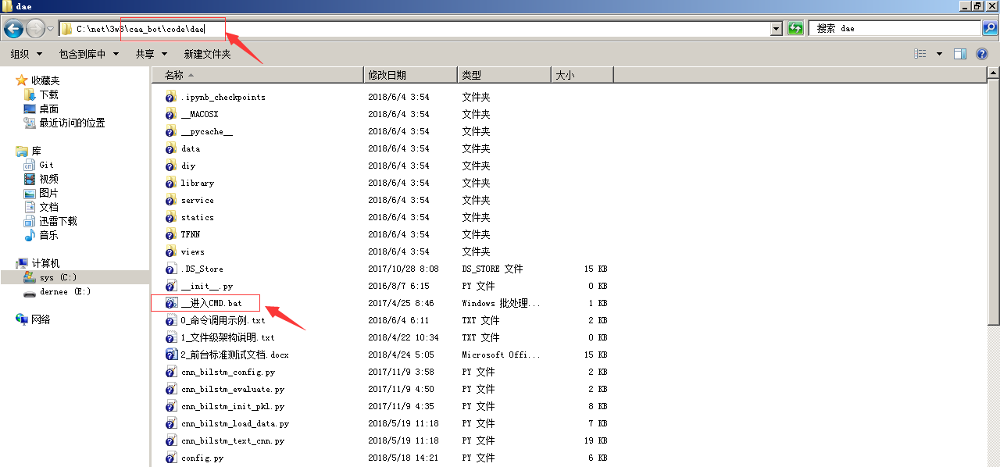 dae
C:\net\3w3\caa_bot\code\dae
搜索 dae
组织 包含到库中 共享 新建文件夹
名称 修改日期 类型 大小
收藏夹
下载
桌面
最近访问的位置
库
Git
视频
图片
文档
迅雷下载
音乐
计算机
sys (C:)
dernee (E:)
网络
.ipynb_checkpoints 2018/6/4 3:54 文件夹
__MACOSX 2018/6/4 3:54 文件夹
__pycache__ 2018/6/4 3:54 文件夹
data 2018/6/4 3:54 文件夹
diy 2018/6/4 3:54 文件夹
library 2018/6/4 3:54 文件夹
service 2018/6/4 3:54 文件夹
statics 2018/6/4 3:54 文件夹
TFNN 2018/6/4 3:54 文件夹
views 2018/6/4 3:54 文件夹
.DS_Store 2017/10/28 8:08 DS_STORE 文件 15 KB
__init__.py 2016/8/7 6:15 PY 文件 0 KB
__进入CMD.bat 2017/4/25 8:46 Windows 批处理... 1 KB
0_命令调用示例.txt 2018/6/4 6:11 TXT 文件 2 KB
1_文件级架构说明.txt 2018/4/22 10:34 TXT 文件 0 KB
2_前台标准测试文档.docx 2018/4/24 5:05 Microsoft Offi... 15 KB
cnn_bilstm_config.py 2017/11/9 3:58 PY 文件 2 KB
cnn_bilstm_evaluate.py 2017/11/9 4:50 PY 文件 2 KB
cnn_bilstm_init_pkl.py 2017/11/9 4:35 PY 文件 8 KB
cnn_bilstm_load_data.py 2018/5/19 11:18 PY 文件 7 KB
cnn_bilstm_text_cnn.py 2018/5/19 11:18 PY 文件 19 KB
config.py 2018/5/18 14:21 PY 文件 6 KB